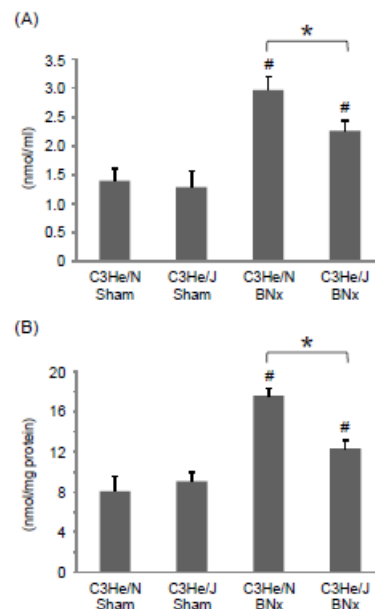 (A)
*
#
#
(nmol/ml)
3.5
3.0
2.5
2.0
1.5
1.0
0.5
0
C3He/N
Sham
C3He/J
Sham
C3He/N
BNx
C3He/J
BNx
(B)
*
#
#
(nmol/mg protein)
20
16
12
8
4
0
C3He/N
Sham
C3He/J
Sham
C3He/N
BNx
C3He/J
BNx